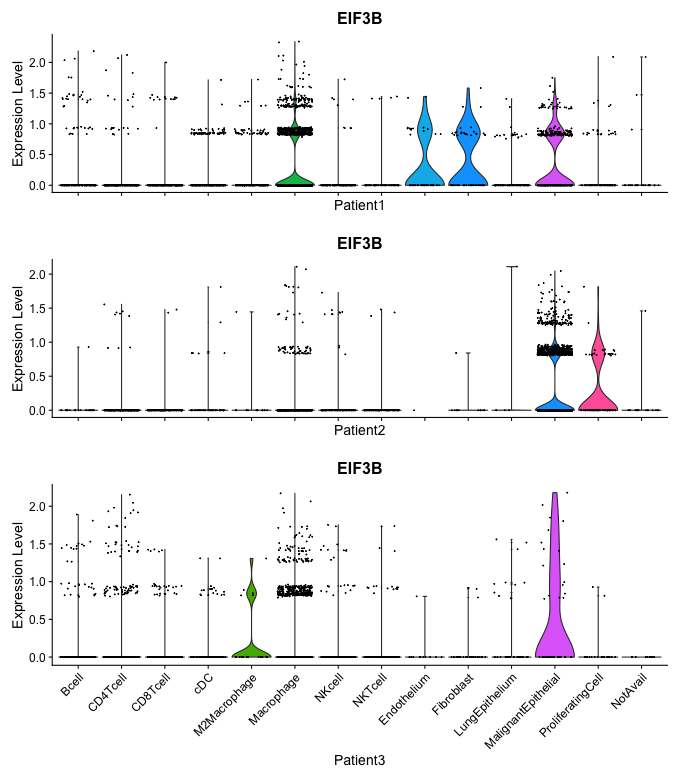 EIF3B
Expression Level
2.0
1.5
1.0
0.5
0.0
Patient1
EIF3B
Expression Level
2.0
1.5
1.0
0.5
0.0
Patient2
EIF3B
Expression Level
2.0
1.5
1.0
0.5
0.0
Bcell
CD4Tcell
CD8Tcell
cDC
M2Macrophage
Macrophage
NKcell
NKTcell
Endothelium
Fibroblast
LungEpithelium
MalignantEpithelial
ProliferatingCell
NotAvail
Patient3